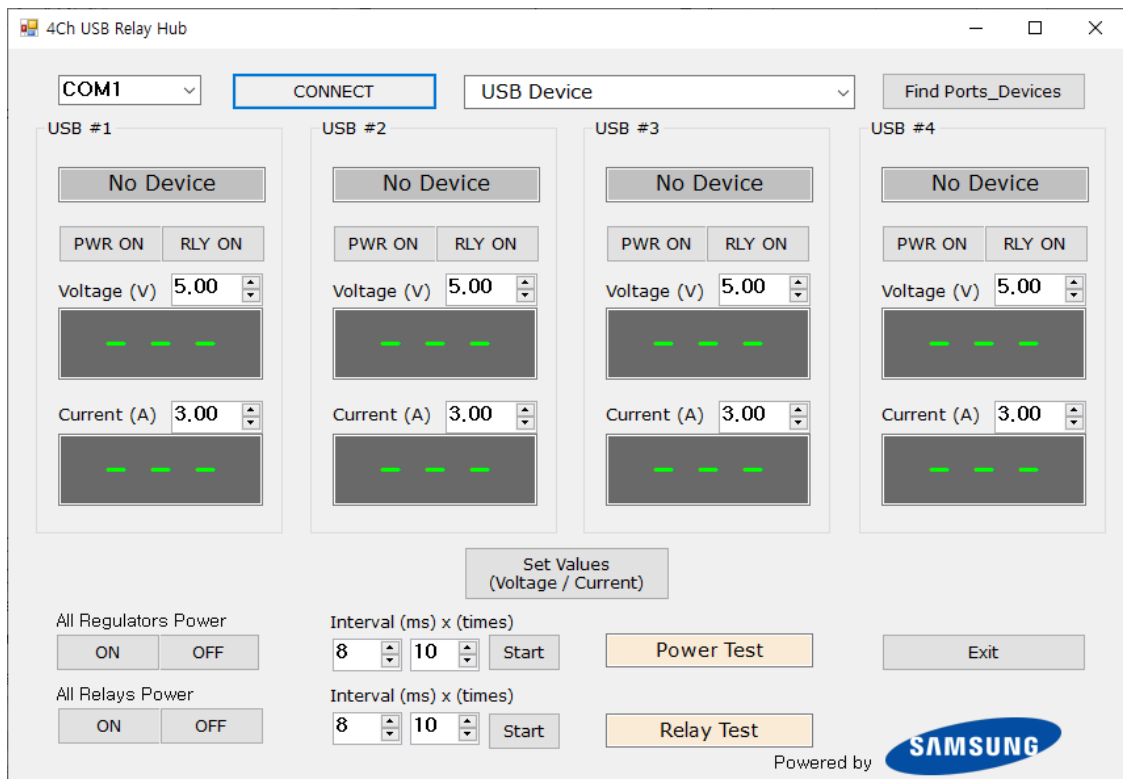 4Ch USB Relay Hub
COM1 CONNECT USB Device Find Ports_Devices
USB #1 USB #2 USB #3 USB #4
No Device No Device No Device No Device
PWR ON RLY ON PWR ON RLY ON PWR ON RLY ON PWR ON RLY ON
Voltage (V) 5.00 Voltage (V) 5.00 Voltage (V) 5.00 Voltage (V) 5.00
- - - - - - - - - - - -
Current (A) 3.00 Current (A) 3.00 Current (A) 3.00 Current (A) 3.00
- - - - - - - - - - - -
Set Values
(Voltage / Current)
All Regulators Power Interval (ms) x (times)
ON OFF 8 10 Start Power Test Exit
All Relays Power Interval (ms) x (times)
ON OFF 8 10 Start Relay Test
Powered by SAMSUNG